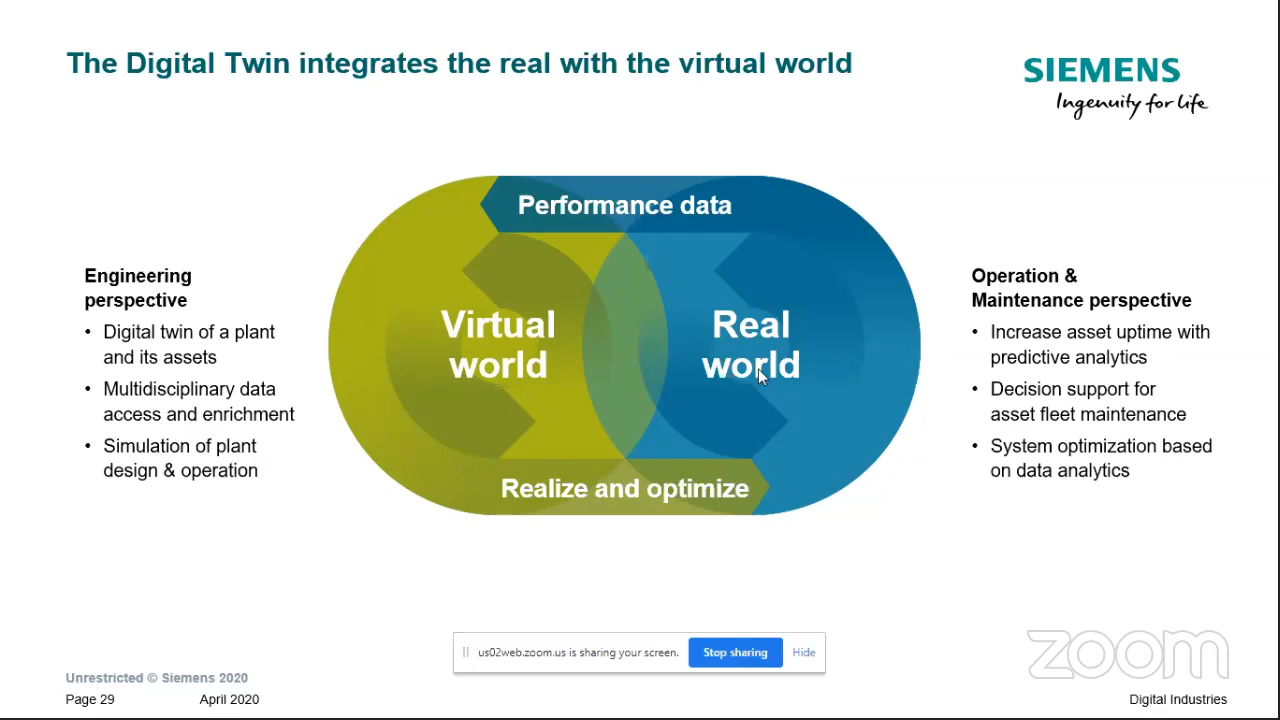 The Digital Twin integrates the real with the virtual world
SIEMENS
Ingenuity for life
Performance data
Engineering
perspective
• Digital twin of a plant
and its assets
• Multidisciplinary data
access and enrichment
• Simulation of plant
design & operation
Virtual
world
Real
world
Realize and optimize
Operation &
Maintenance perspective
• Increase asset uptime with
predictive analytics
• Decision support for
asset fleet maintenance
• System optimization based
on data analytics
us02web.zoom.us is sharing your screen. Stop sharing Hide
zoom
Unrestricted © Siemens 2020
Page 29 April 2020 Digital Industries